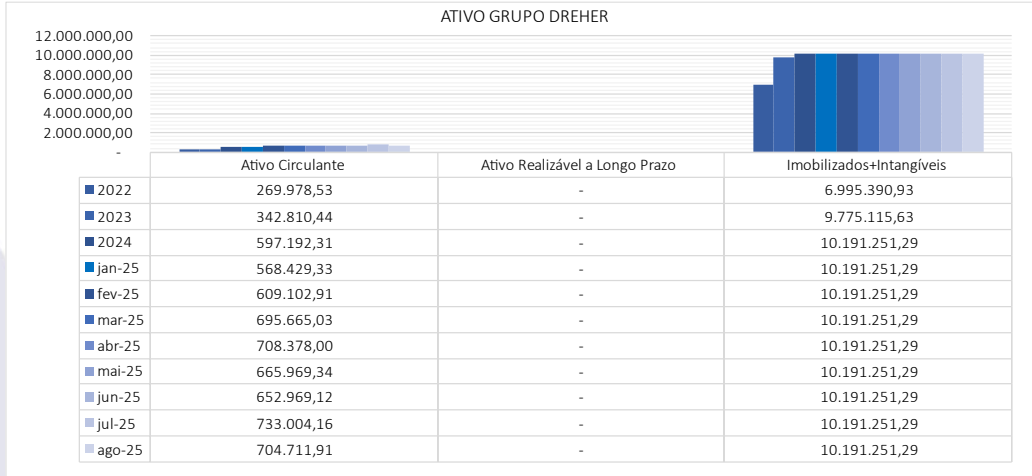 ATIVO GRUPO DREHER
12.000.000,00
10.000.000,00
8.000.000,00
6.000.000,00
4.000.000,00
2.000.000,00
-
Ativo Circulante Ativo Realizável a Longo Prazo Imobilizados+Intangíveis
2022 269.978,53 - 6.995.390,93
2023 342.810,44 - 9.775.115,63
2024 597.192,31 - 10.191.251,29
jan-25 568.429,33 - 10.191.251,29
fev-25 609.102,91 - 10.191.251,29
mar-25 695.665,03 - 10.191.251,29
abr-25 708.378,00 - 10.191.251,29
mai-25 665.969,34 - 10.191.251,29
jun-25 652.969,12 - 10.191.251,29
jul-25 733.004,16 - 10.191.251,29
ago-25 704.711,91 - 10.191.251,29